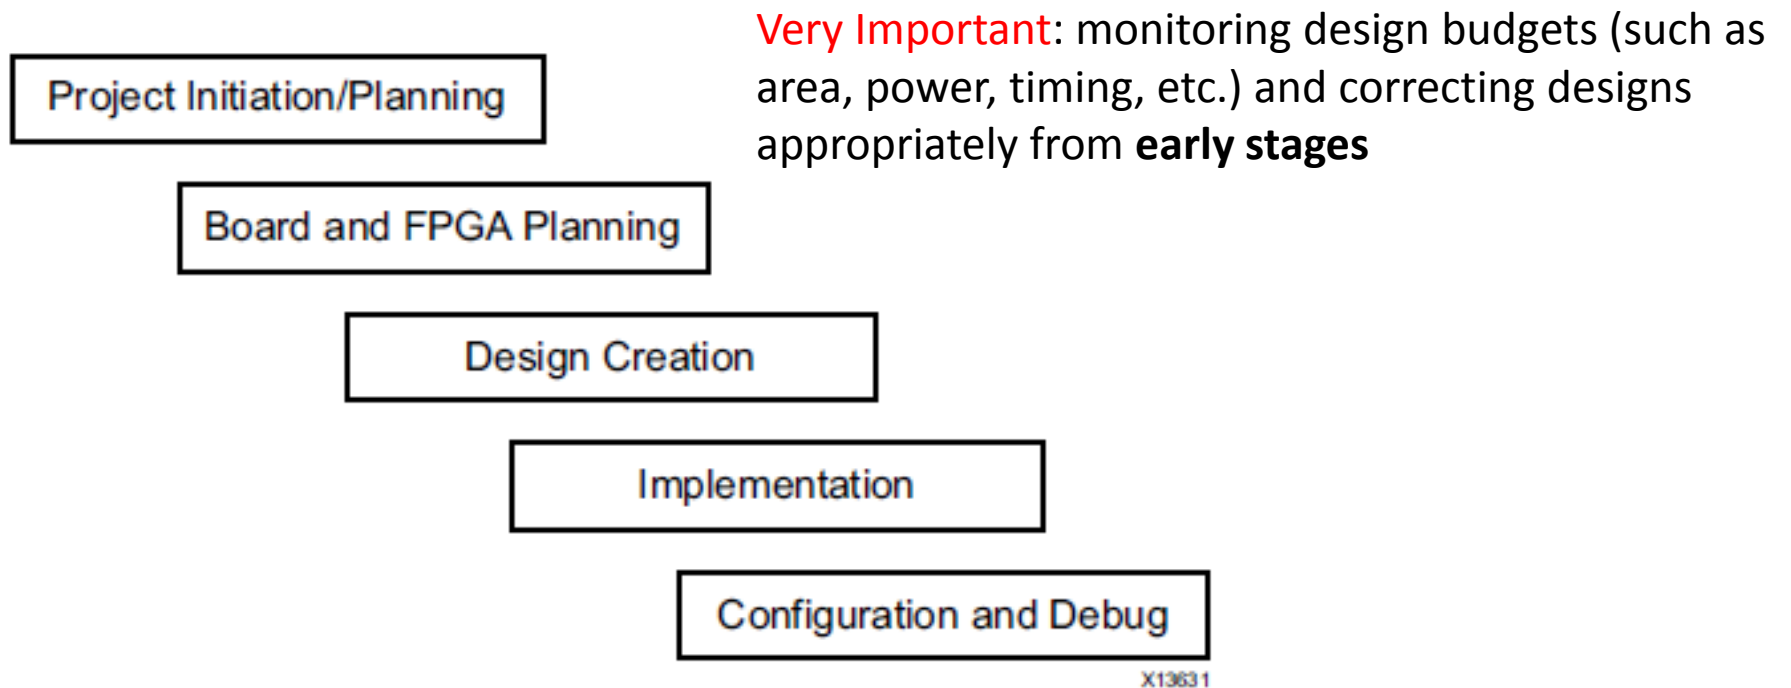 Very Important: monitoring design budgets (such as
area, power, timing, etc.) and correcting designs
appropriately from early stages
Project Initiation/Planning
Board and FPGA Planning
Design Creation
Implementation
Configuration and Debug
X13631